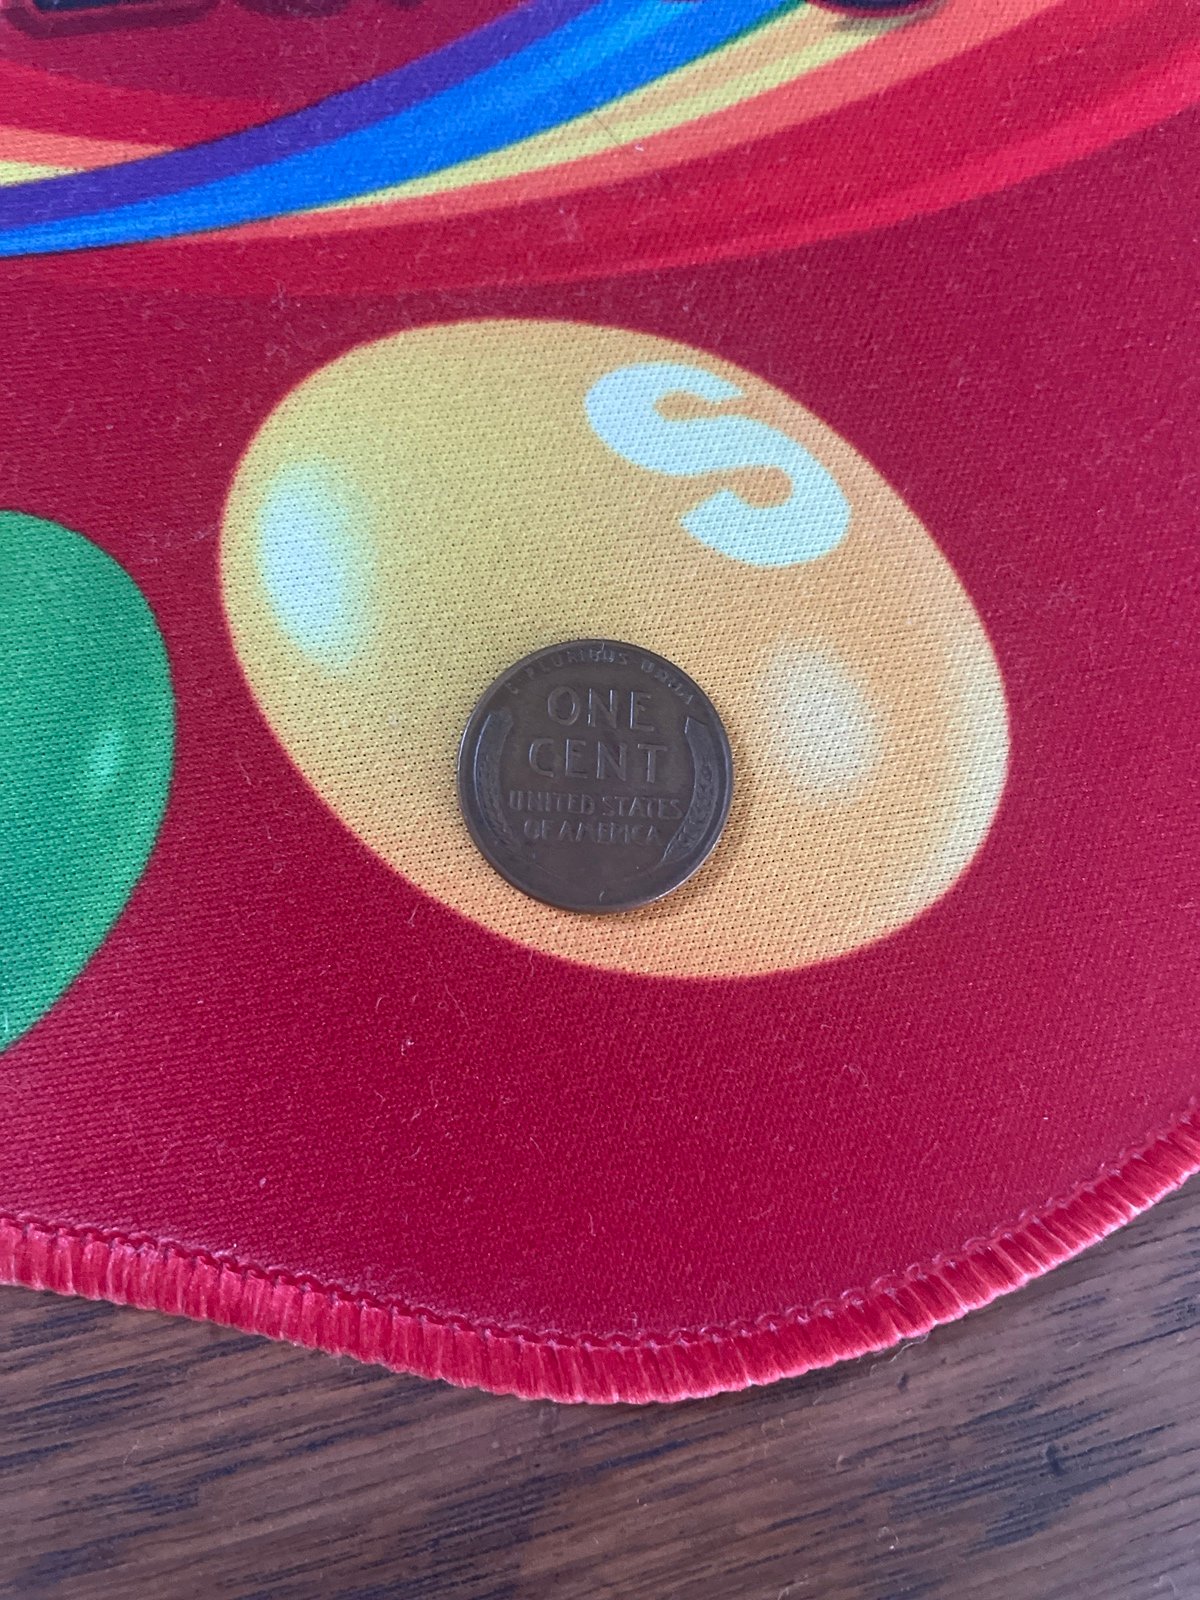 S
E PLURIBUS UNUM
ONE
CENT
UNITED STATES
OF AMERICA